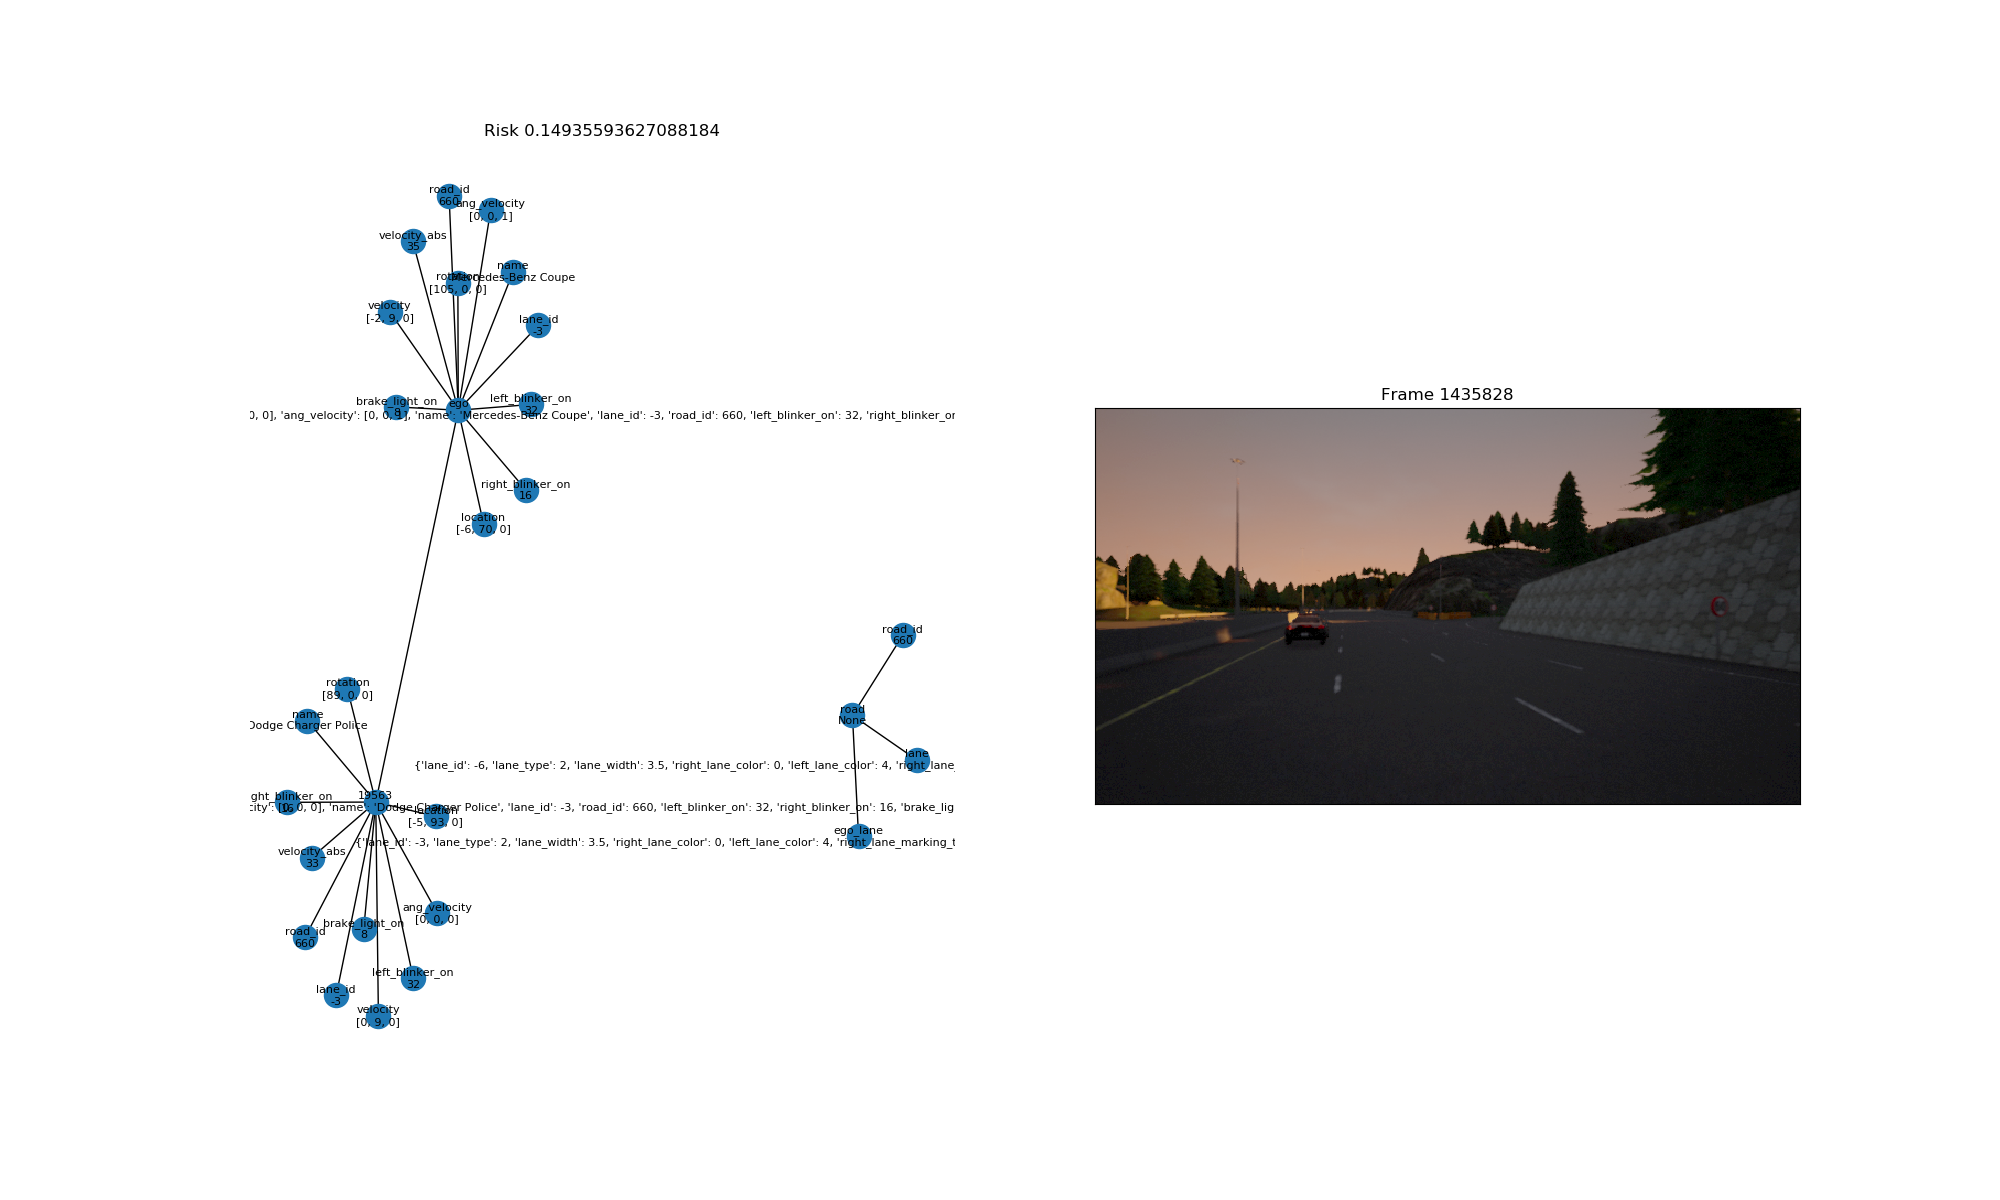 Risk 0.14935593627088184
road_id
660
ang_velocity
[0, 0, 1]
velocity_abs
35
rotation
[105, 0, 0]
name
Mercedes-Benz Coupe
velocity
[-2, 9, 0]
lane_id
-3
brake_light_on
8
ego
left_blinker_on
32
0, 0], 'ang_velocity': [0, 0, 1], 'name': 'Mercedes-Benz Coupe', 'lane_id': -3, 'road_id': 660, 'left_blinker_on': 32, 'right_blinker_or
right_blinker_on
16
location
[-6, 70, 0]
road_id
660
rotation
[89, 0, 0]
name
Dodge Charger Police
road
None
lane
{'lane_id': -6, 'lane_type': 2, 'lane_width': 3.5, 'right_lane_color': 0, 'left_lane_color': 4, 'right_lane_
ght_blinker_on
16
19563
city': [0, 0, 0], 'name': 'Dodge Charger Police', 'lane_id': -3, 'road_id': 660, 'left_blinker_on': 32, 'right_blinker_on': 16, 'brake_lig
location
[-5, 93, 0]
ego_lane
{'lane_id': -3, 'lane_type': 2, 'lane_width': 3.5, 'right_lane_color': 0, 'left_lane_color': 4, 'right_lane_marking_t
velocity_abs
33
ang_velocity
[0, 0, 0]
brake_light_on
8
road_id
660
left_blinker_on
32
lane_id
-3
velocity
[0, 9, 0]
Frame 1435828